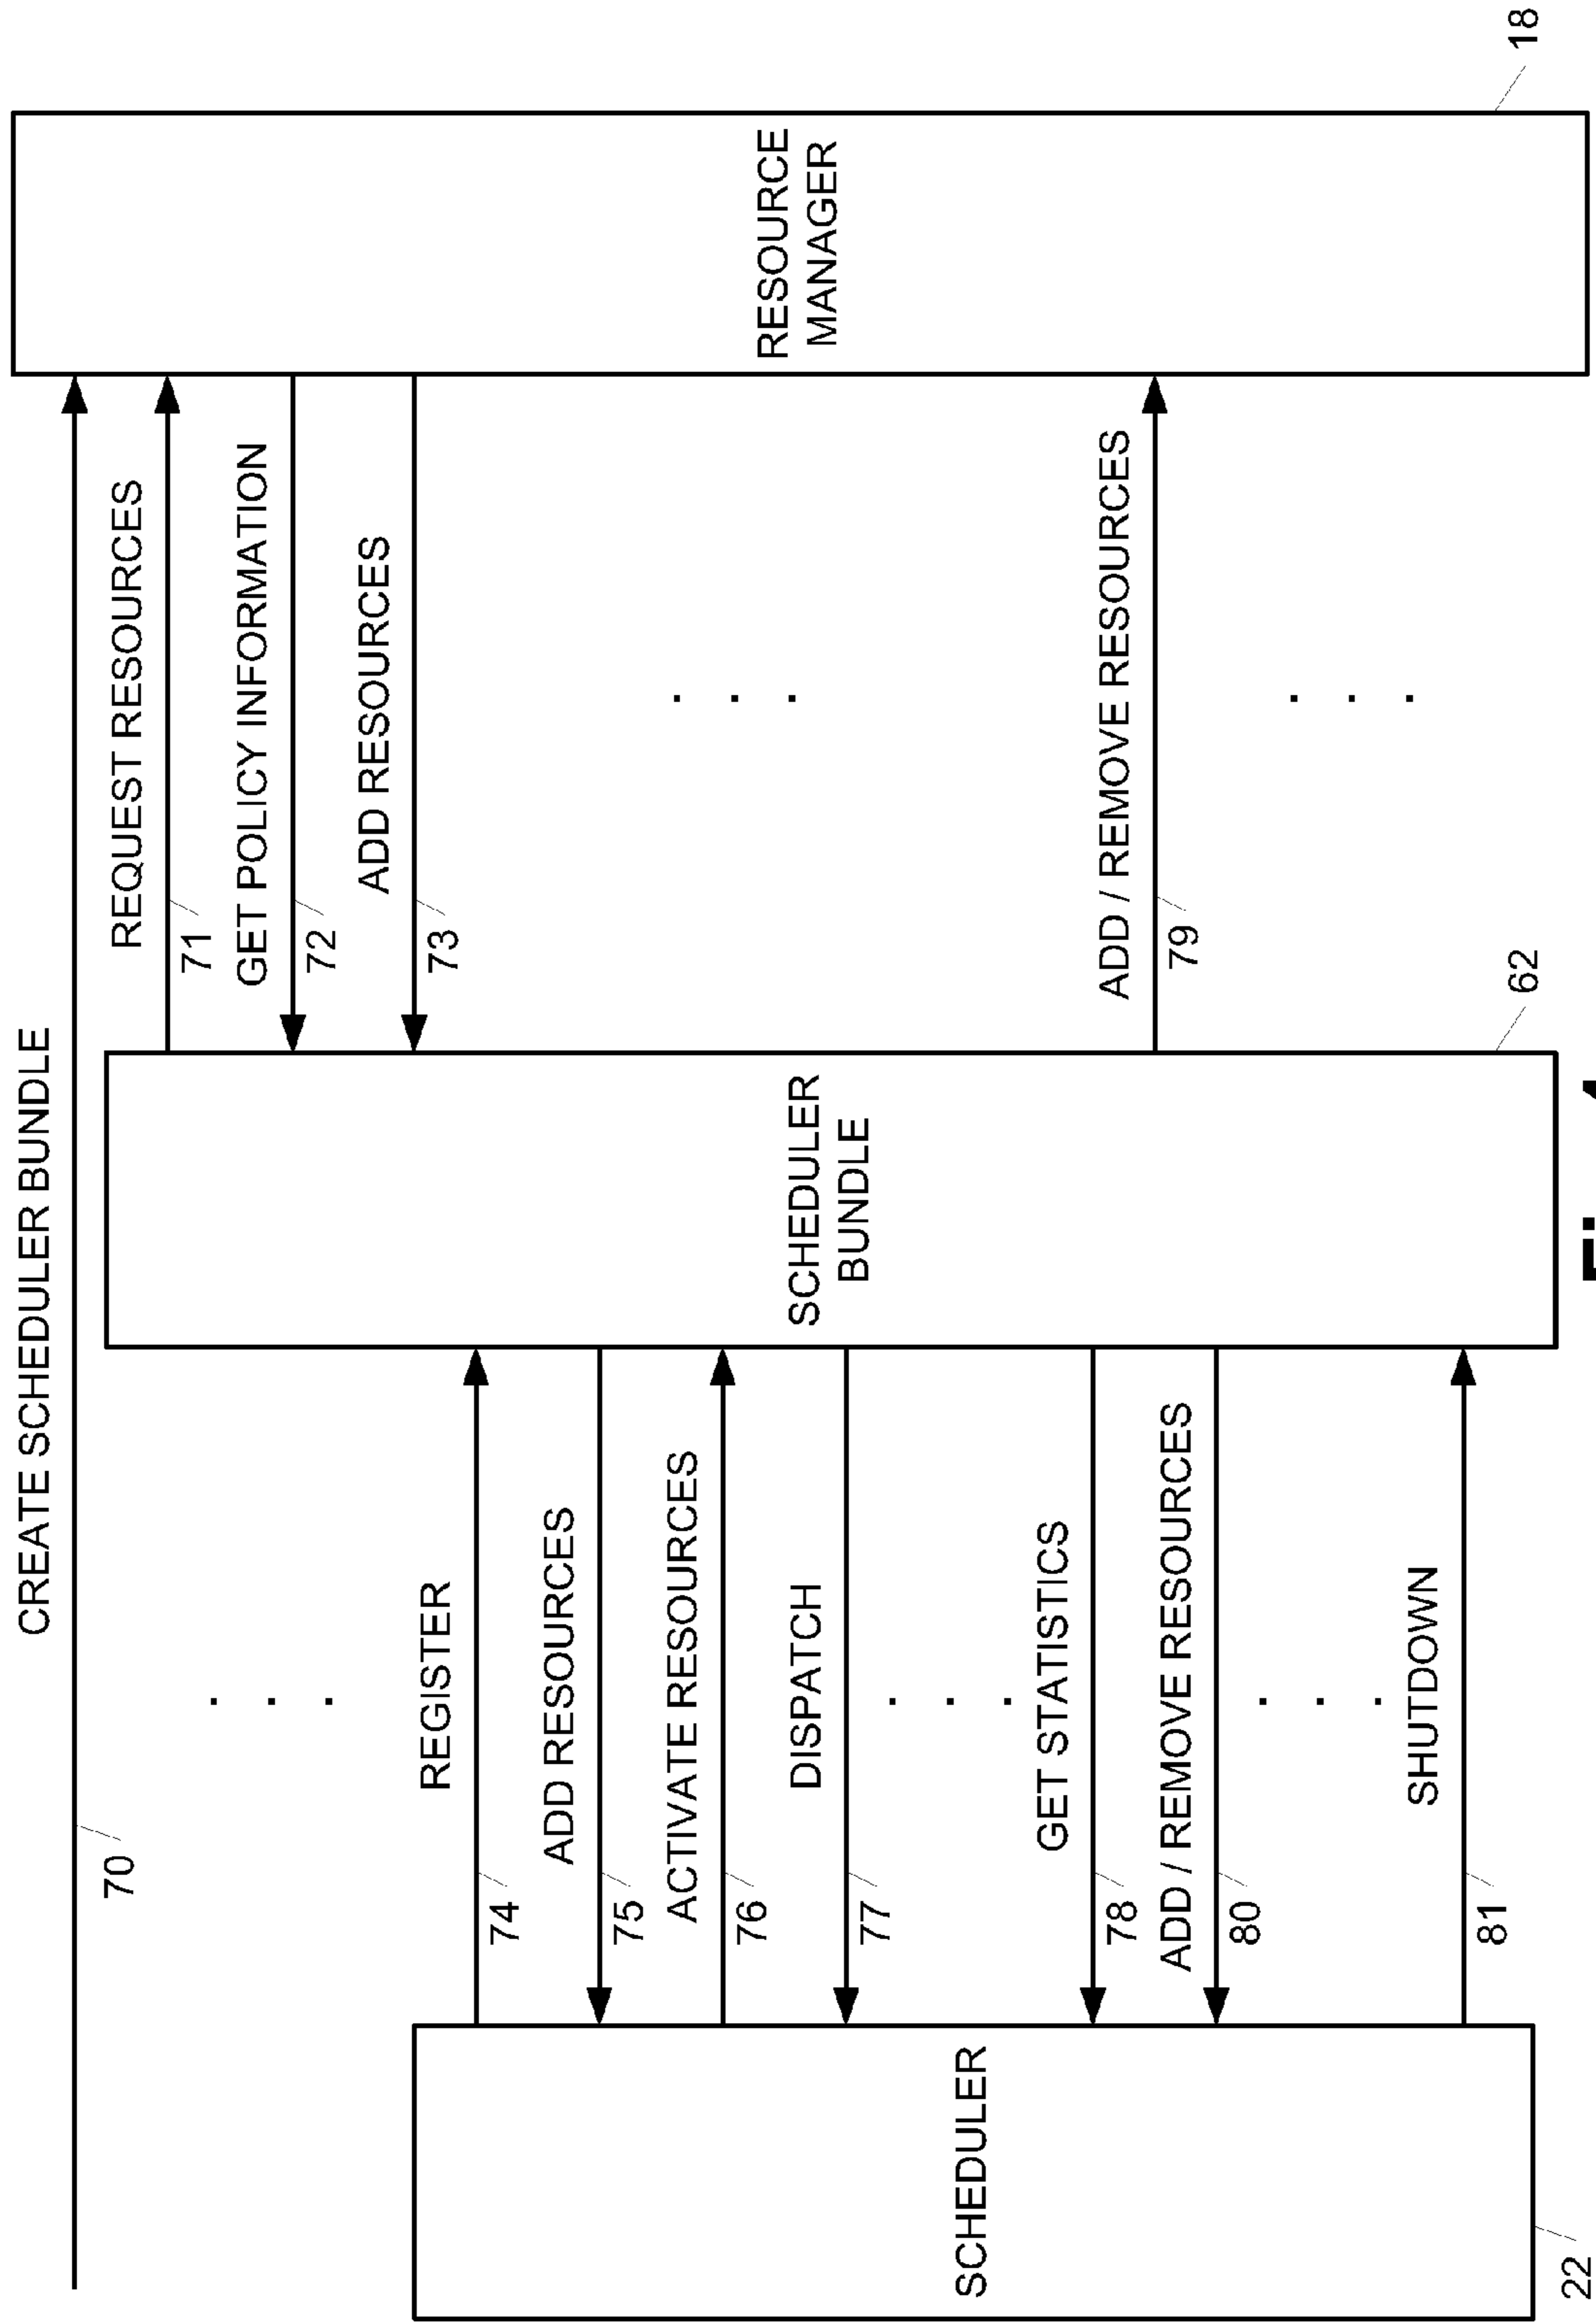 CREATE SCHEDULER BUNDLE
70
REQUEST RESOURCES
71
GET POLICY INFORMATION
72
ADD RESOURCES
73
. . .
REGISTER
74
ADD RESOURCES
75
ACTIVATE RESOURCES
76
. . .
DISPATCH
77
SCHEDULER
SCHEDULER
BUNDLE
RESOURCE
MANAGER
. . .
GET STATISTICS
78
ADD / REMOVE RESOURCES
79
ADD / REMOVE RESOURCES
80
. . .
. . .
SHUTDOWN
81
22
62
18